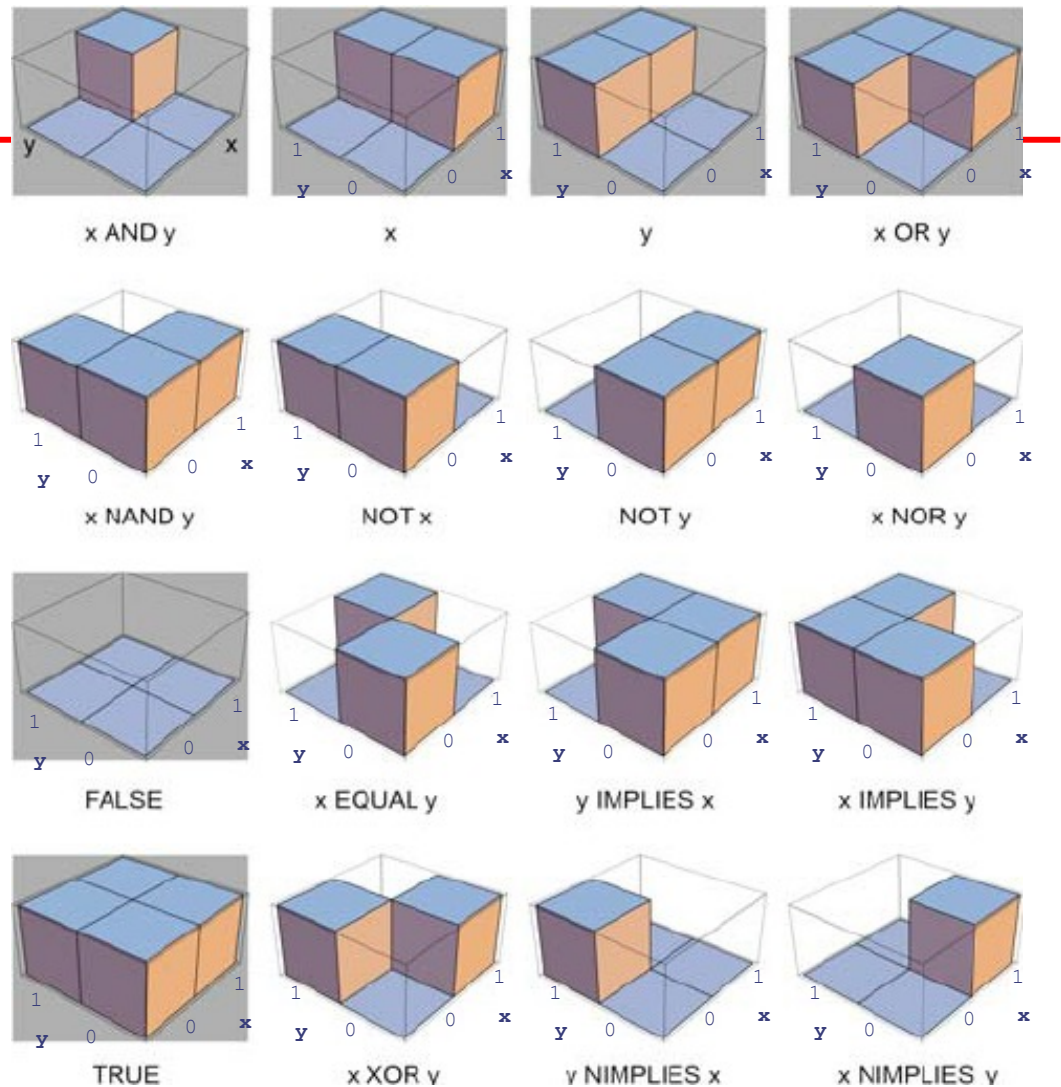 y x
1 1
0 0 x
y
1 1
0 0 x
y
1 1
0 0 x
y
x AND y x y x OR y
1 1
0 0 x
y
1 1
0 0 x
y
1 1
0 0 x
y
1 1
0 0 x
y
x NAND y NOT x NOT y x NOR y
1 1
0 0 x
y
1 1
0 0 x
y
1 1
0 0 x
y
1 1
0 0 x
y
FALSE x EQUAL y y IMPLIES x x IMPLIES y
1 1
0 0 x
y
1 1
0 0 x
y
1 1
0 0 x
y
1 1
0 0 x
y
TRUE x XOR y y NIMPLIES x x NIMPLIES y